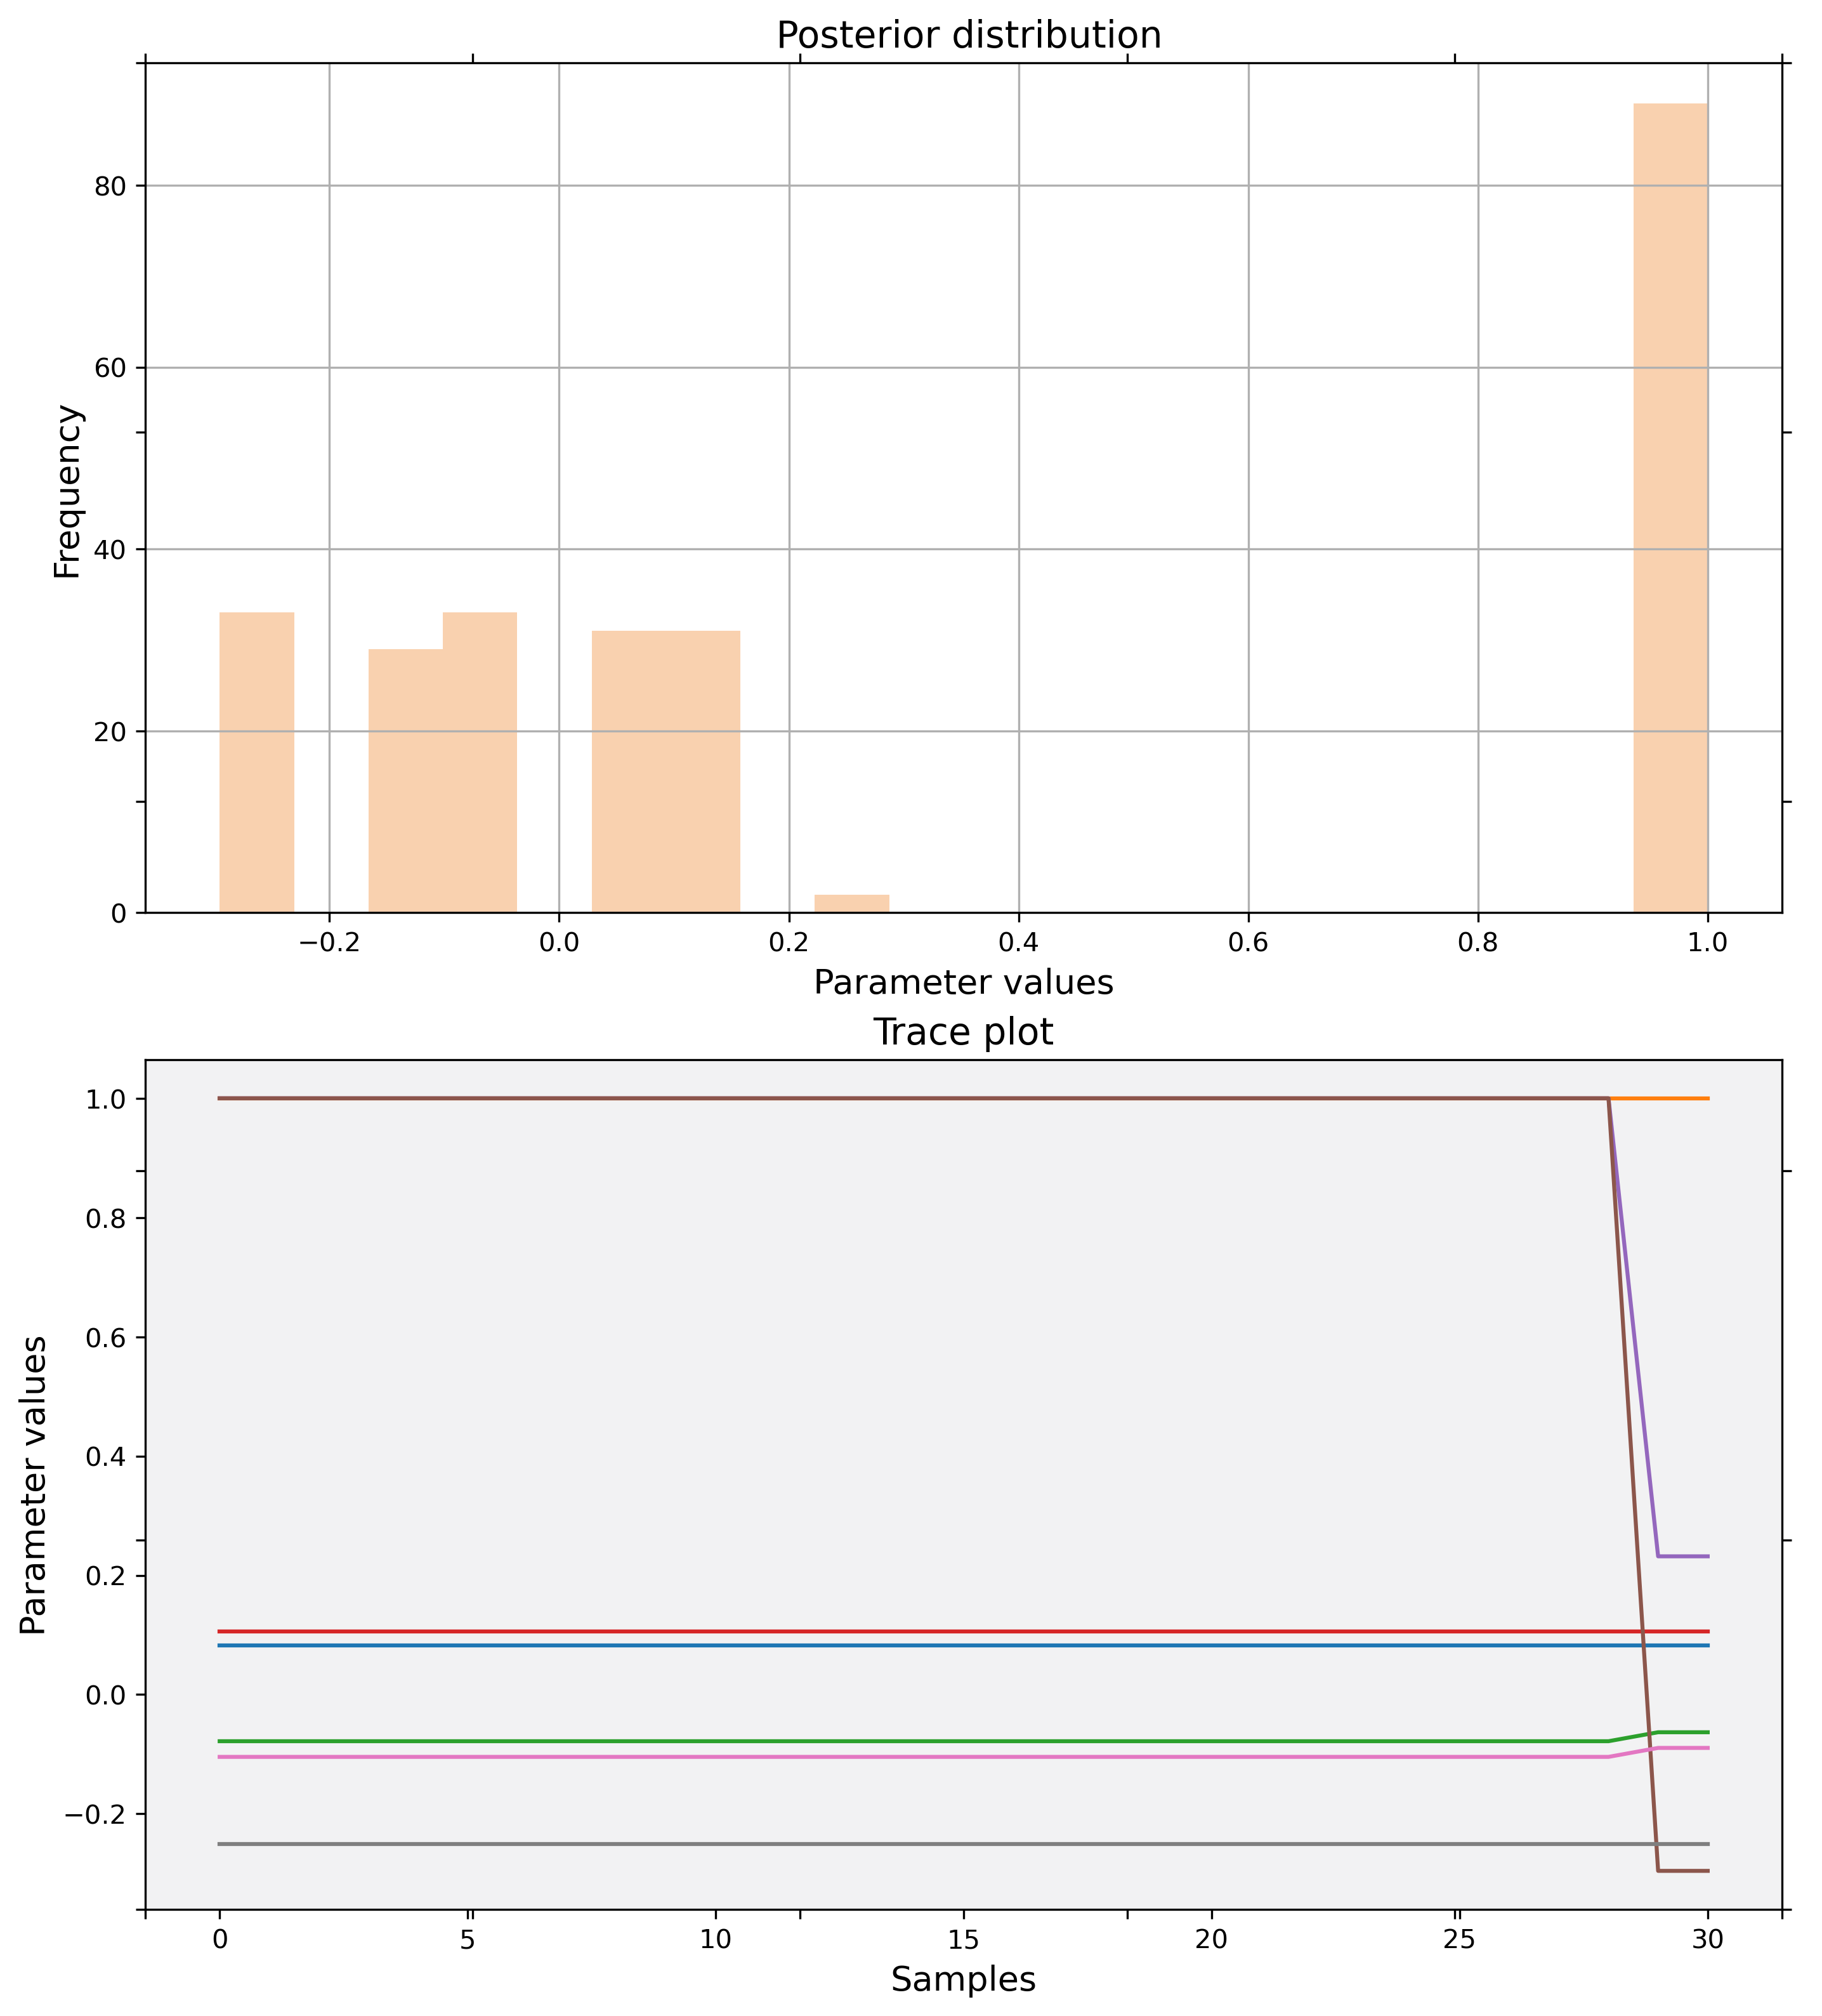 Posterior distribution
80
60
40
20
0
Frequency
−0.2 0.0 0.2 0.4 0.6 0.8 1.0
Parameter values
Trace plot
1.0
0.8
0.6
0.4
0.2
0.0
−0.2
Parameter values
0 5 10 15 20 25 30
Samples